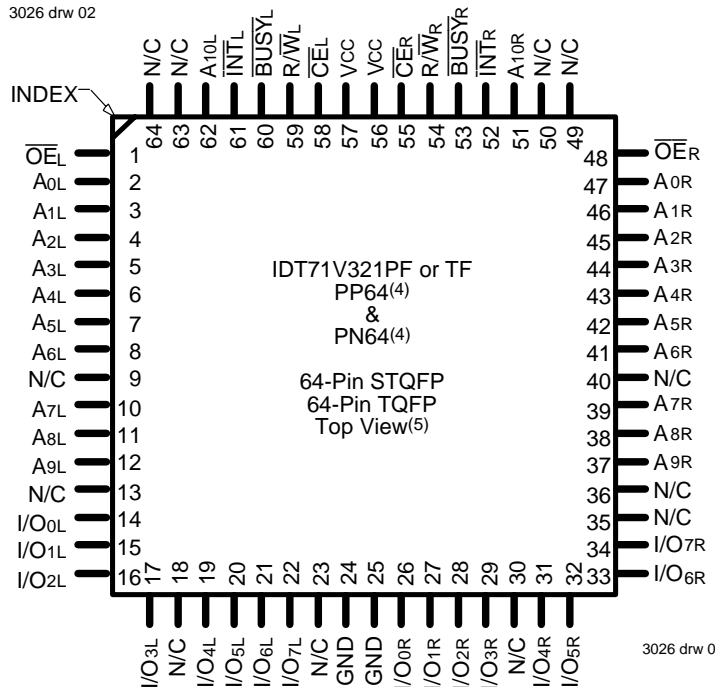 3026 drw 02
INDEX
N/C
N/C
A10L
INTL
BUSYL
R/WL
CEL
VCC
VCC
CER
R/WR
BUSYR
INTR
A10R
N/C
N/C
64
63
62
61
60
59
58
57
56
55
54
53
52
51
50
49
OEL 1
A0L 2
A1L 3
A2L 4
A3L 5
A4L 6
A5L 7
A6L 8
N/C 9
A7L 10
A8L 11
A9L 12
N/C 13
I/O0L 14
I/O1L 15
I/O2L 16
IDT71V321PF or TF
PP64(4)
&
PN64(4)
64-Pin STQFP
64-Pin TQFP
Top View(5)
48 OER
47 A0R
46 A1R
45 A2R
44 A3R
43 A4R
42 A5R
41 A6R
40 N/C
39 A7R
38 A8R
37 A9R
36 N/C
35 N/C
34 I/O7R
33 I/O6R
17
18
19
20
21
22
23
24
25
26
27
28
29
30
31
32
I/O3L
N/C
I/O4L
I/O5L
I/O6L
I/O7L
N/C
GND
GND
I/O0R
I/O1R
I/O2R
I/O3R
N/C
I/O4R
I/O5R
3026 drw 0